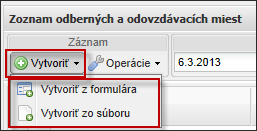 Zoznam odberných a odovzdávacích miest
Záznam
Vytvoriť Operácie 6.3.2013
Vytvoriť z formulára
Vytvoriť zo súboru